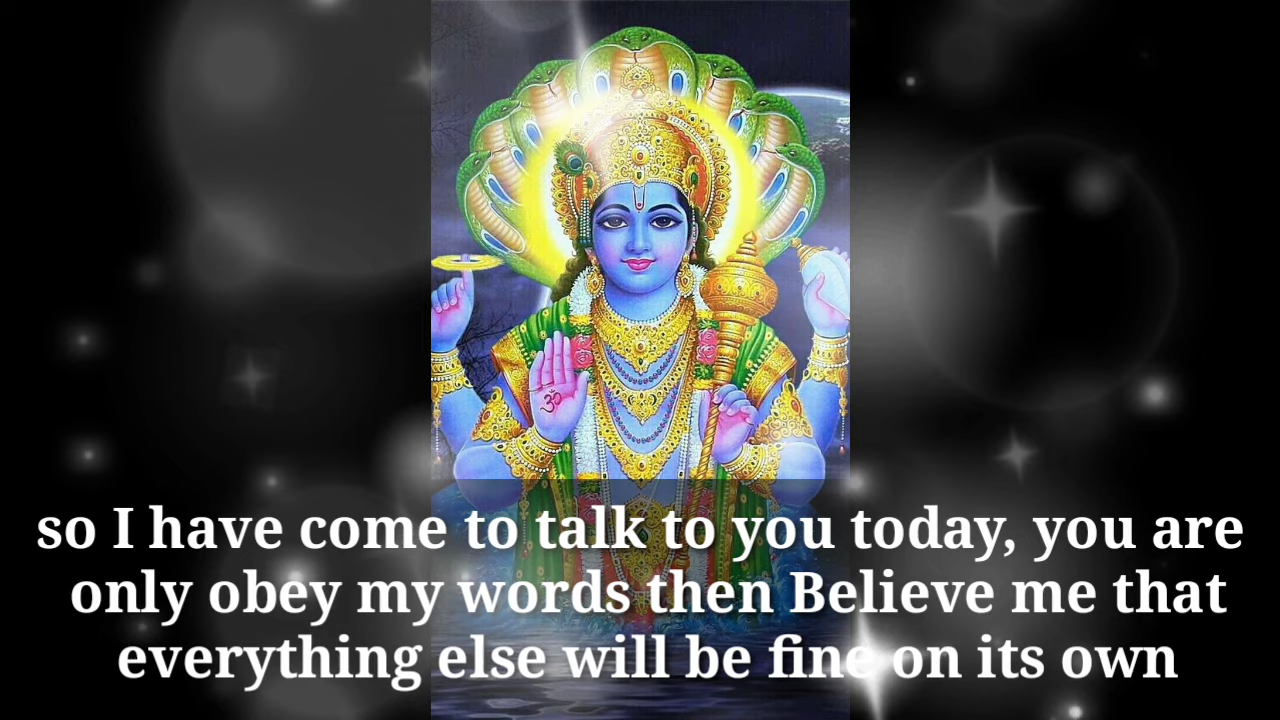 ॐ
so I have come to talk to you today, you are
only obey my words then Believe me that
everything else will be fine on its own